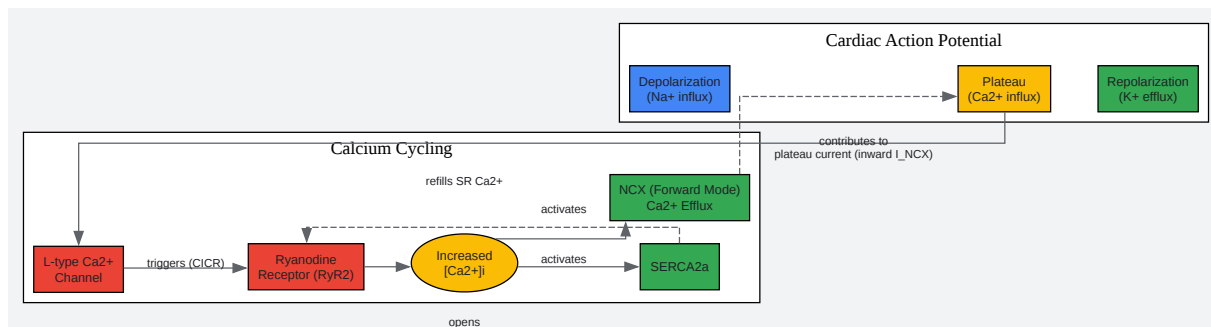 Cardiac Action Potential
Depolarization
(Na+ influx)
Plateau
(Ca2+ influx)
Repolarization
(K+ efflux)
contributes to
plateau current (inward I_NCX)
Calcium Cycling
refills SR Ca2+
NCX (Forward Mode)
Ca2+ Efflux
activates
L-type Ca2+
Channel
triggers (CICR)
Ryanodine
Receptor (RyR2)
Increased
[Ca2+]i
activates
SERCA2a
opens